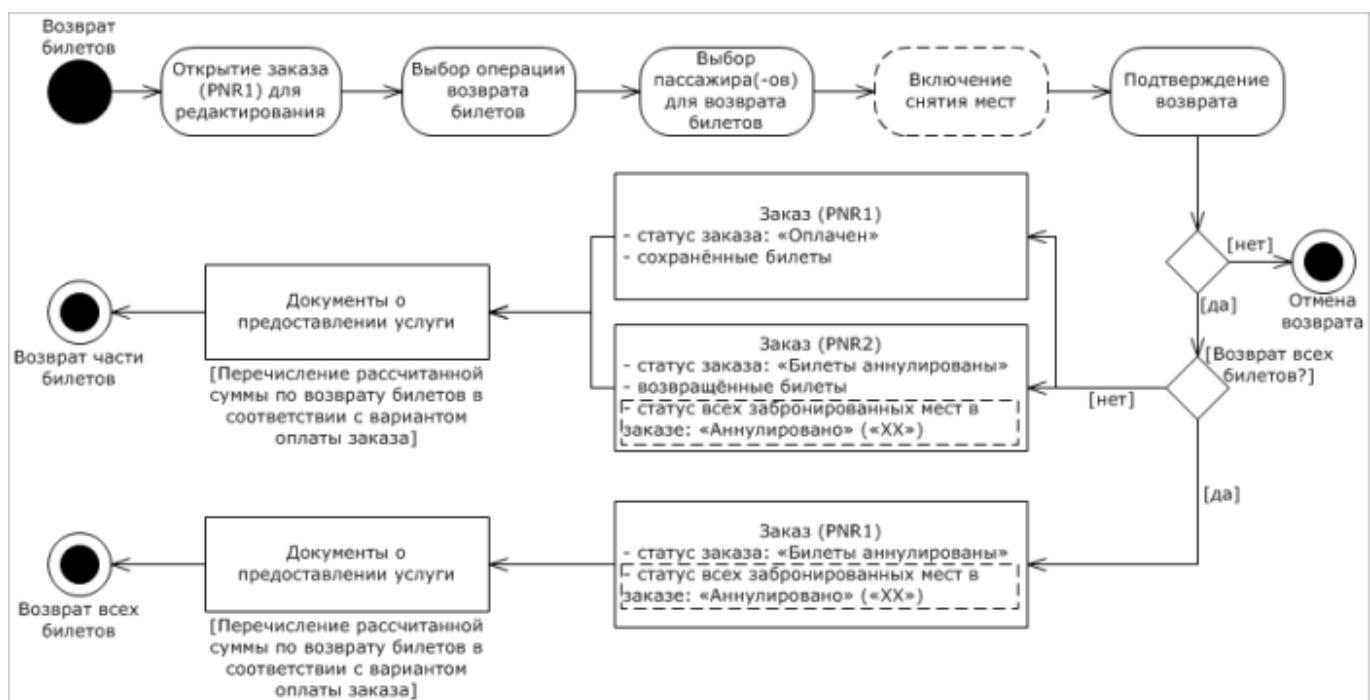 Возврат
билетов
Открытие заказа
(PNR1) для
редактирования
Выбор операции
возврата
билетов
Выбор
пассажира(-ов)
для возврата
билетов
Включение
снятия мест
Подтверждение
возврата
[нет]
Отмена
возврата
[да]
[Возврат всех
билетов?]
[нет]
[да]
Заказ (PNR1)
- статус заказа: «Оплачен»
- сохранённые билеты
Заказ (PNR2)
- статус заказа: «Билеты аннулированы»
- возвращённые билеты
- статус всех забронированных мест в
заказе: «Аннулировано» («XX»)
Документы о
предоставлении услуги
[Перечисление рассчитанной
суммы по возврату билетов в
соответствии с вариантом
оплаты заказа]
Возврат части
билетов
Заказ (PNR1)
- статус заказа: «Билеты аннулированы»
- статус всех забронированных мест в
заказе: «Аннулировано» («XX»)
Документы о
предоставлении услуги
[Перечисление рассчитанной
суммы по возврату билетов в
соответствии с вариантом
оплаты заказа]
Возврат всех
билетов